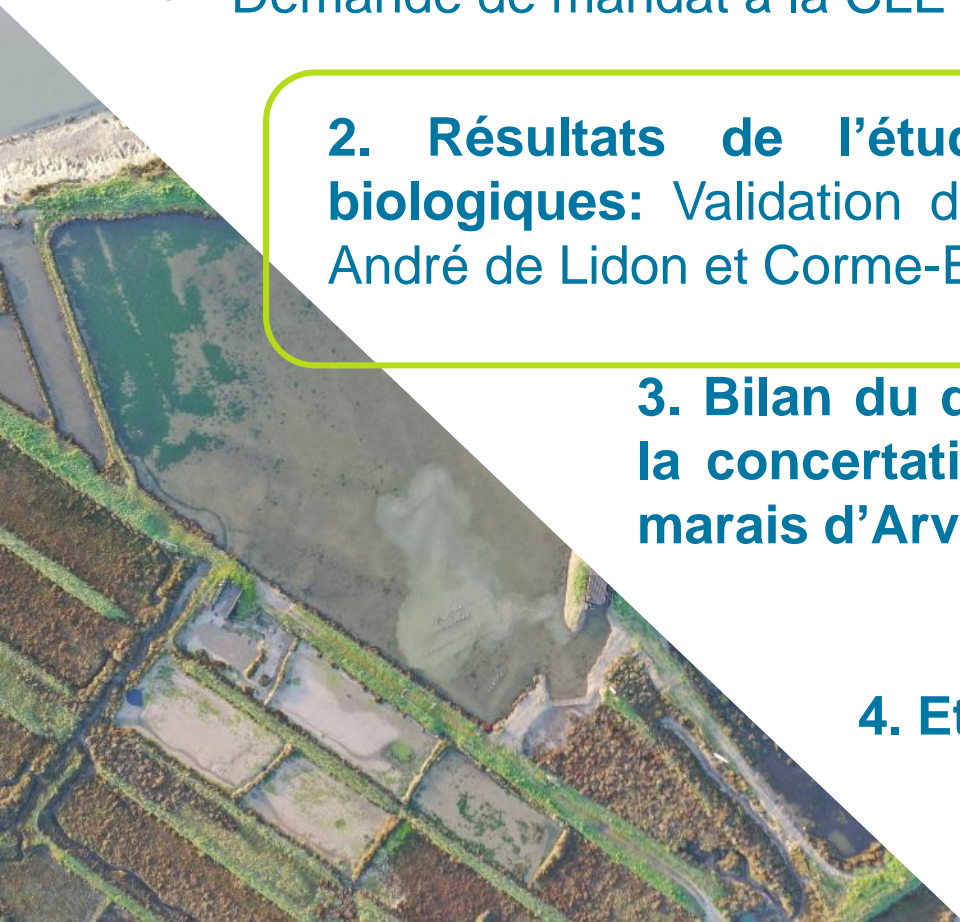 Demande de mandat à la CLE
2. Résultats de l'étud
biologiques: Validation d
André de Lidon et Corme-E
3. Bilan du d
la concertati
marais d'Arv
4. Et